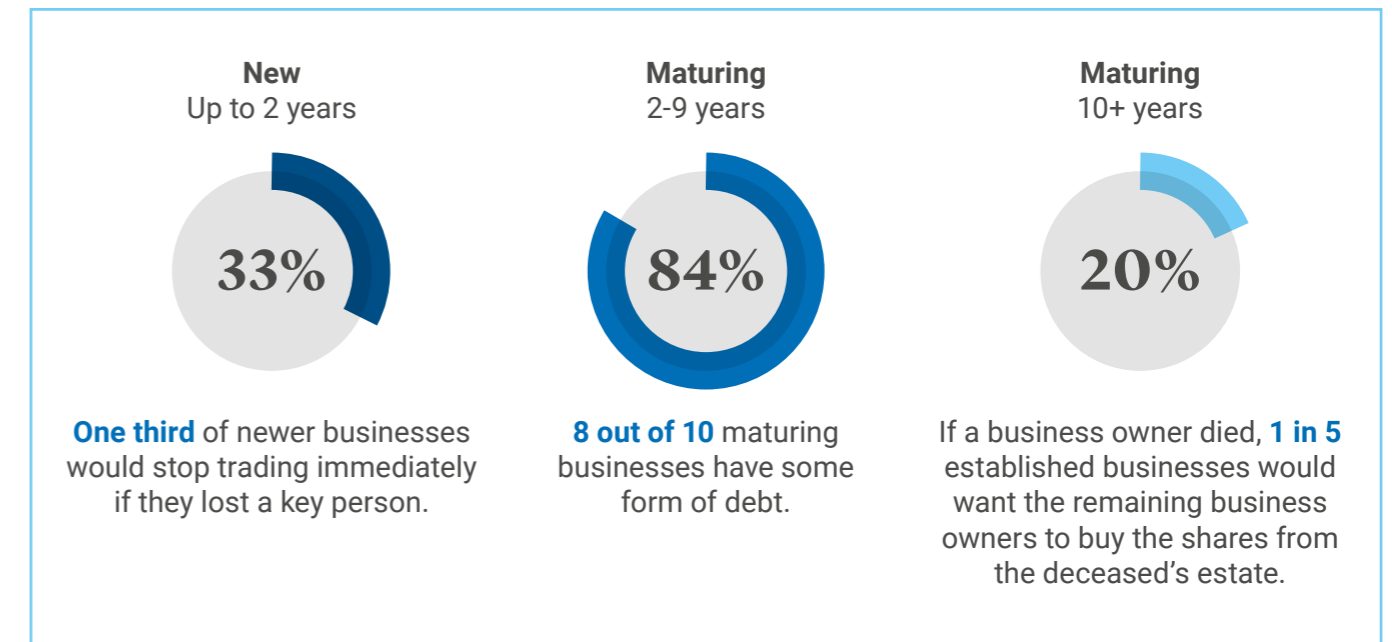 New
Up to 2 years
33%
One third of newer businesses
would stop trading immediately
if they lost a key person.
Maturing
2-9 years
84%
8 out of 10 maturing
businesses have some
form of debt.
Maturing
10+ years
20%
If a business owner died, 1 in 5
established businesses would
want the remaining business
owners to buy the shares from
the deceased’s estate.